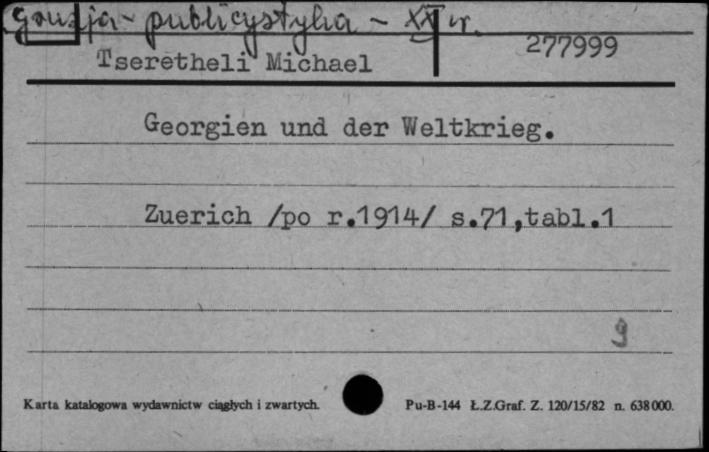 Gruzja - publicystyka - XX w.
Tseretheli Michael
277999
Georgien und der Weltkrieg.
Zuerich /po r.1914/ s.71,tabl.1
9
Karta katalogowa wydawnictw ciągłych i zwartych.
Pu-B-144 Ł.Z.Graf. Z. 120/15/82 n. 638000.